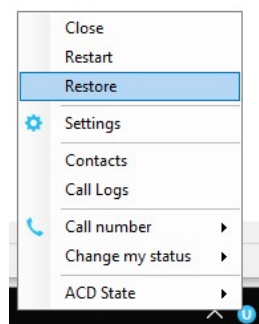 Close
Restart
Restore
Settings
Contacts
Call Logs
Call number
Change my status
ACD State
U